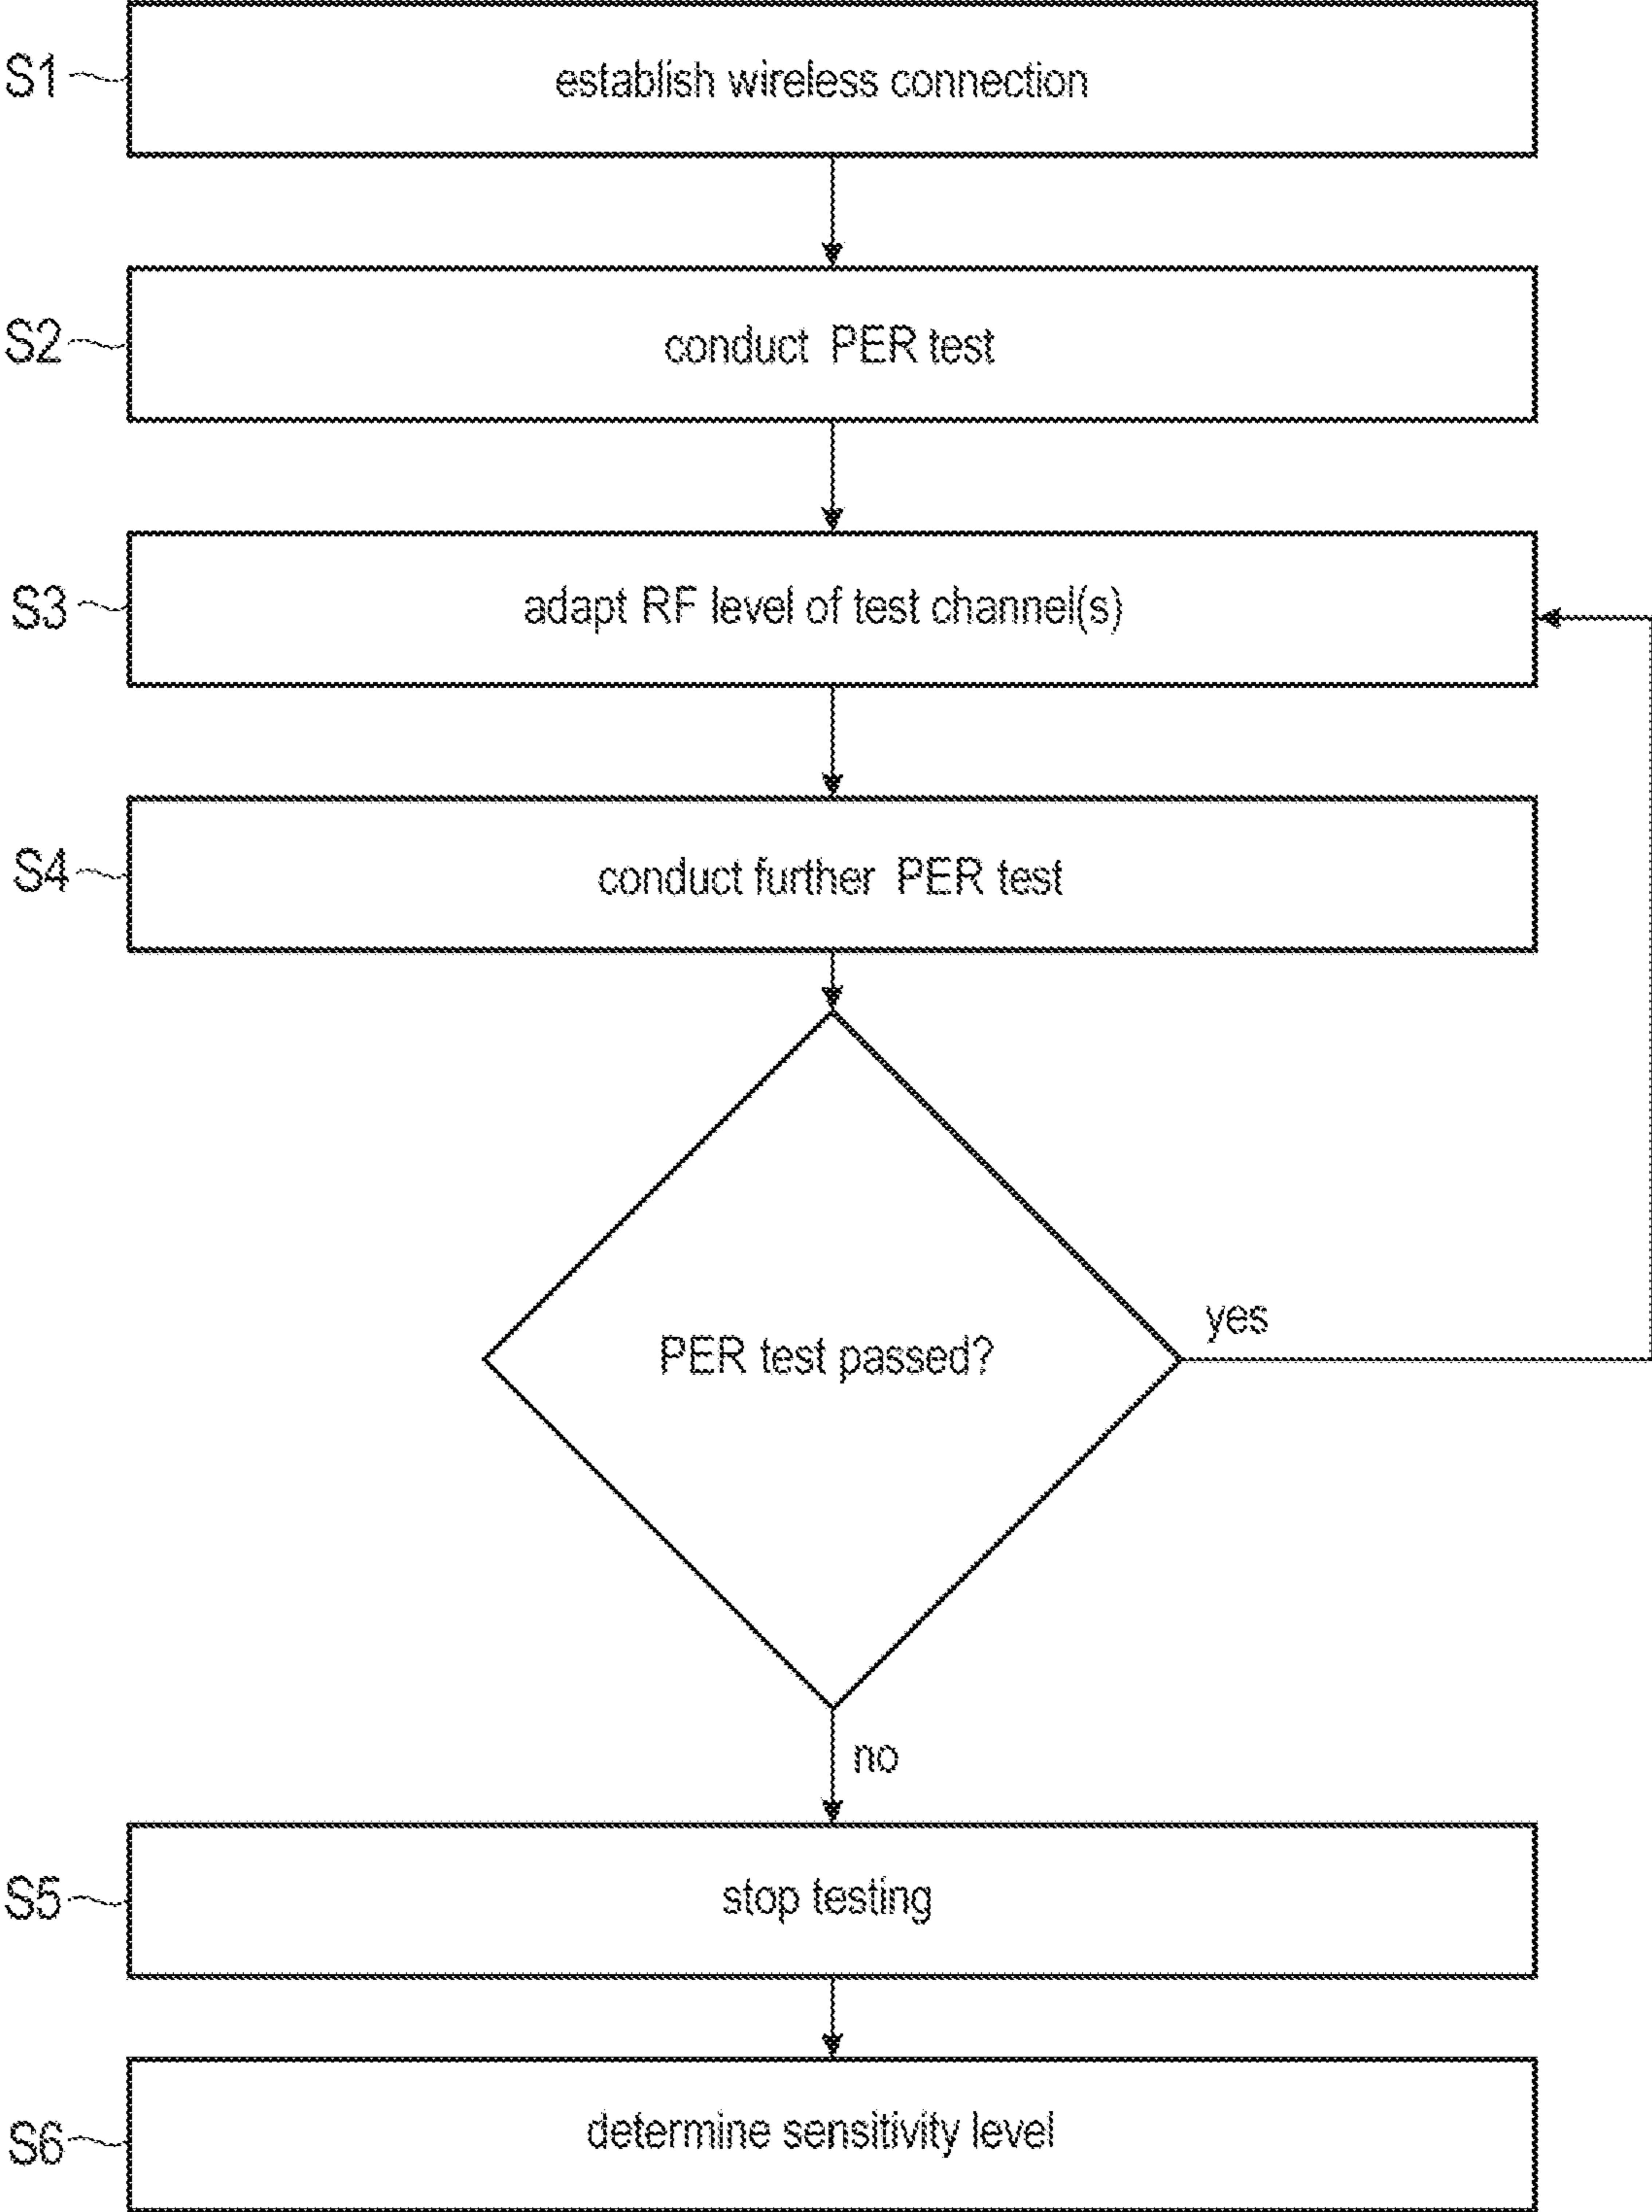 S1
establish wireless connection
S2
conduct PER test
S3
adapt RF level of test channel(s)
S4
conduct further PER test
PER test passed?
yes
no
S5
stop testing
S6
determine sensitivity level